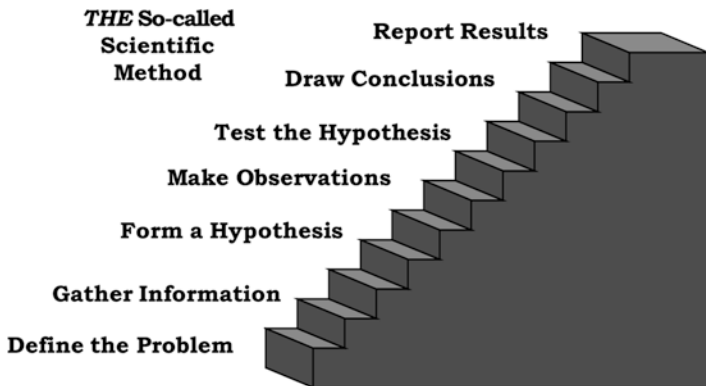 THE So-called
Scientific
Method
Report Results
Draw Conclusions
Test the Hypothesis
Make Observations
Form a Hypothesis
Gather Information
Define the Problem